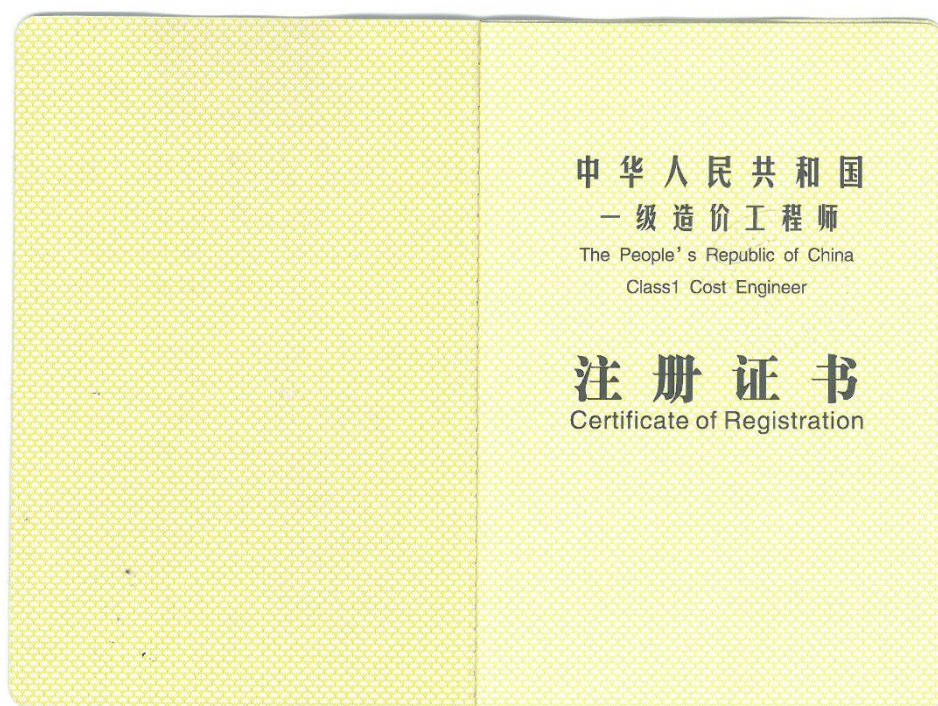 中华人民共和国
一级造价工程师
The People's Republic of China
Class1 Cost Engineer
注册证书
Certificate of Registration